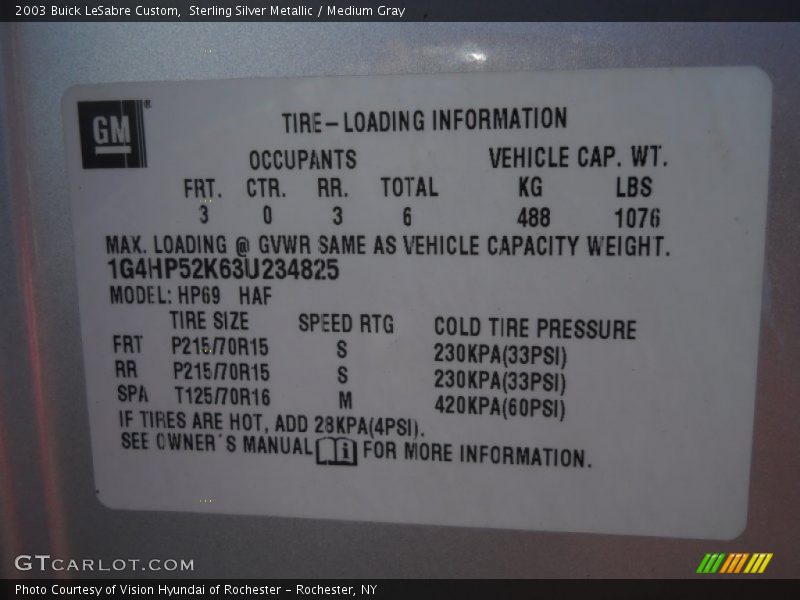 2003 Buick LeSabre Custom, Sterling Silver Metallic / Medium Gray
GM®
TIRE-LOADING INFORMATION
OCCUPANTS VEHICLE CAP. WT.
FRT. CTR. RR. TOTAL KG LBS
3 0 3 6 488 1076
MAX. LOADING @ GVWR SAME AS VEHICLE CAPACITY WEIGHT.
1G4HP52K63U234825
MODEL: HP69 HAF
TIRE SIZE SPEED RTG COLD TIRE PRESSURE
FRT P215/70R15 S 230KPA(33PSI)
RR P215/70R15 S 230KPA(33PSI)
SPA T125/70R16 M 420KPA(60PSI)
IF TIRES ARE HOT, ADD 28KPA(4PSI).
SEE OWNER'S MANUAL i FOR MORE INFORMATION.
GTCARLOT.COM
Photo Courtesy of Vision Hyundai of Rochester – Rochester, NY